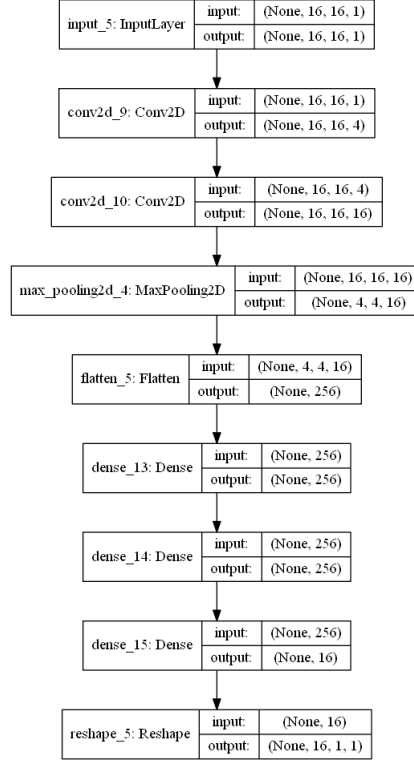 input_5: InputLayer
input: (None, 16, 16, 1)
output: (None, 16, 16, 1)
conv2d_9: Conv2D
input: (None, 16, 16, 1)
output: (None, 16, 16, 4)
conv2d_10: Conv2D
input: (None, 16, 16, 4)
output: (None, 16, 16, 16)
max_pooling2d_4: MaxPooling2D
input: (None, 16, 16, 16)
output: (None, 4, 4, 16)
flatten_5: Flatten
input: (None, 4, 4, 16)
output: (None, 256)
dense_13: Dense
input: (None, 256)
output: (None, 256)
dense_14: Dense
input: (None, 256)
output: (None, 256)
dense_15: Dense
input: (None, 256)
output: (None, 16)
reshape_5: Reshape
input: (None, 16)
output: (None, 16, 1, 1)